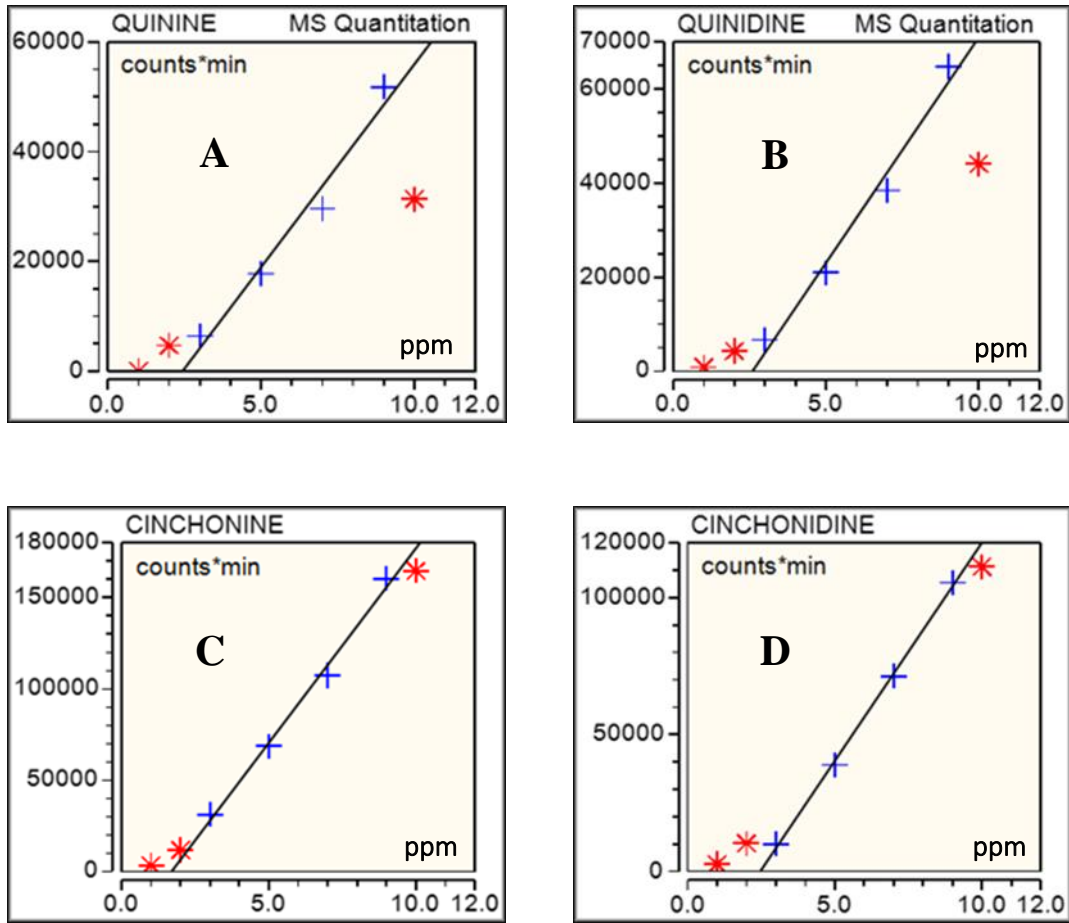 QUININE MS Quantitation
60000
counts*min
A
40000
20000
ppm
0
0.0 5.0 10.0 12.0
QUINIDINE MS Quantitation
70000
counts*min
60000
B
40000
20000
ppm
0
0.0 5.0 10.0 12.0
CINCHONINE
180000
counts*min
150000
C
100000
50000
ppm
0
0.0 5.0 10.0 12.0
CINCHONIDINE
120000
counts*min
100000
D
50000
ppm
0
0.0 5.0 10.0 12.0